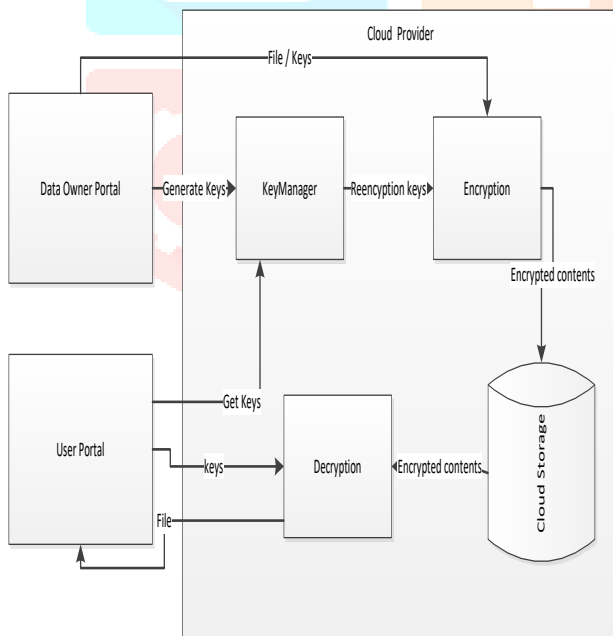 Cloud Provider
File / Keys
Data Owner Portal
Generate Keys
KeyManager
Reencyption keys
Encryption
Encrypted contents
User Portal
Get Keys
keys
Decryption
Encrypted contents
Cloud Storage
File